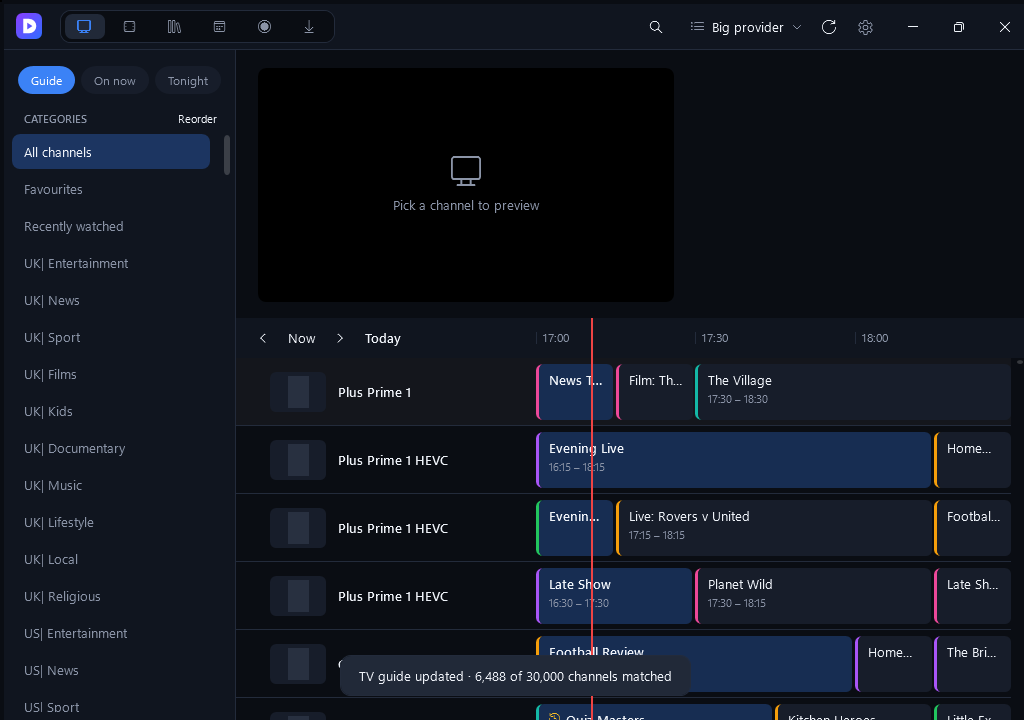 Big provider
Guide
On now
Tonight
CATEGORIES
Reorder
All channels
Favourites
Recently watched
UK| Entertainment
UK| News
UK| Sport
UK| Films
UK| Kids
UK| Documentary
UK| Music
UK| Lifestyle
UK| Local
UK| Religious
US| Entertainment
US| News
US| Sport
Pick a channel to preview
Now
Today
17:00
17:30
18:00
Plus Prime 1
News T...
Film: Th...
The Village
17:30 – 18:30
Plus Prime 1 HEVC
Evening Live
16:15 – 18:15
Home...
Plus Prime 1 HEVC
Evenin...
Live: Rovers v United
17:15 – 18:15
Footbal...
Plus Prime 1 HEVC
Late Show
16:30 – 17:30
Planet Wild
17:30 – 18:15
Late Sh...
Football Review
Home...
The Bri...
TV guide updated · 6,488 of 30,000 channels matched
Quiz Masters
Kitchen Heroes
Little Ex...